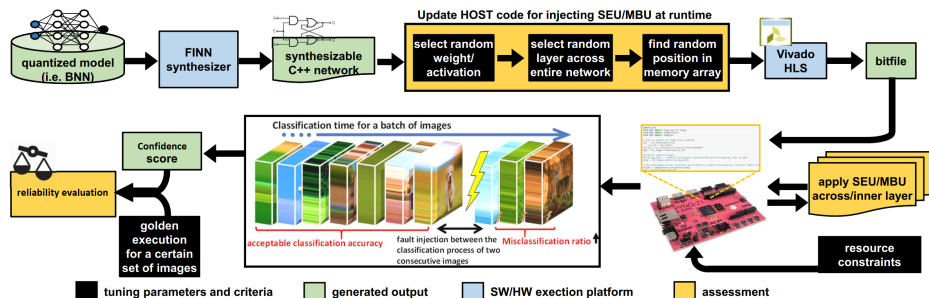 Update HOST code for injecting SEU/MBU at runtime
quantized model
(i.e. BNN)
FINN
synthesizer
synthesizable
C++ network
select random
weight/
activation
select random
layer across
entire network
find random
position in
memory array
Vivado
HLS
bitfile
Classification time for a batch of images
acceptable classification accuracy
fault injection between the
classification process of two
consecutive images
Misclassification ratio
Confidence
score
reliability evaluation
golden
execution
for a certain
set of images
apply SEU/MBU
across/inner layer
resource
constraints
tuning parameters and criteria
generated output
SW/HW exection platform
assessment